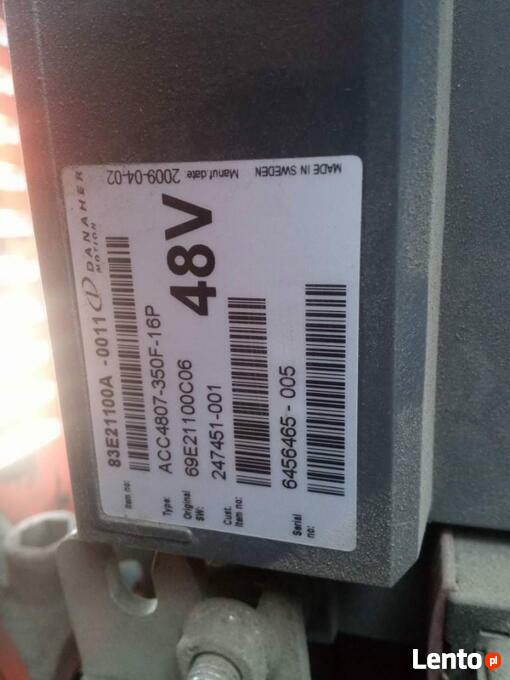 DANAHER
MOTION
Item no: 83E21100A -0011
Type: ACC4807-350F-16P
Original SW: 69E21100C06
Cust. Item no: 247451-001
Serial no: 6456465 - 005
48V
Manuf.date: 2009-04-02
MADE IN SWEDEN
Lento.pl